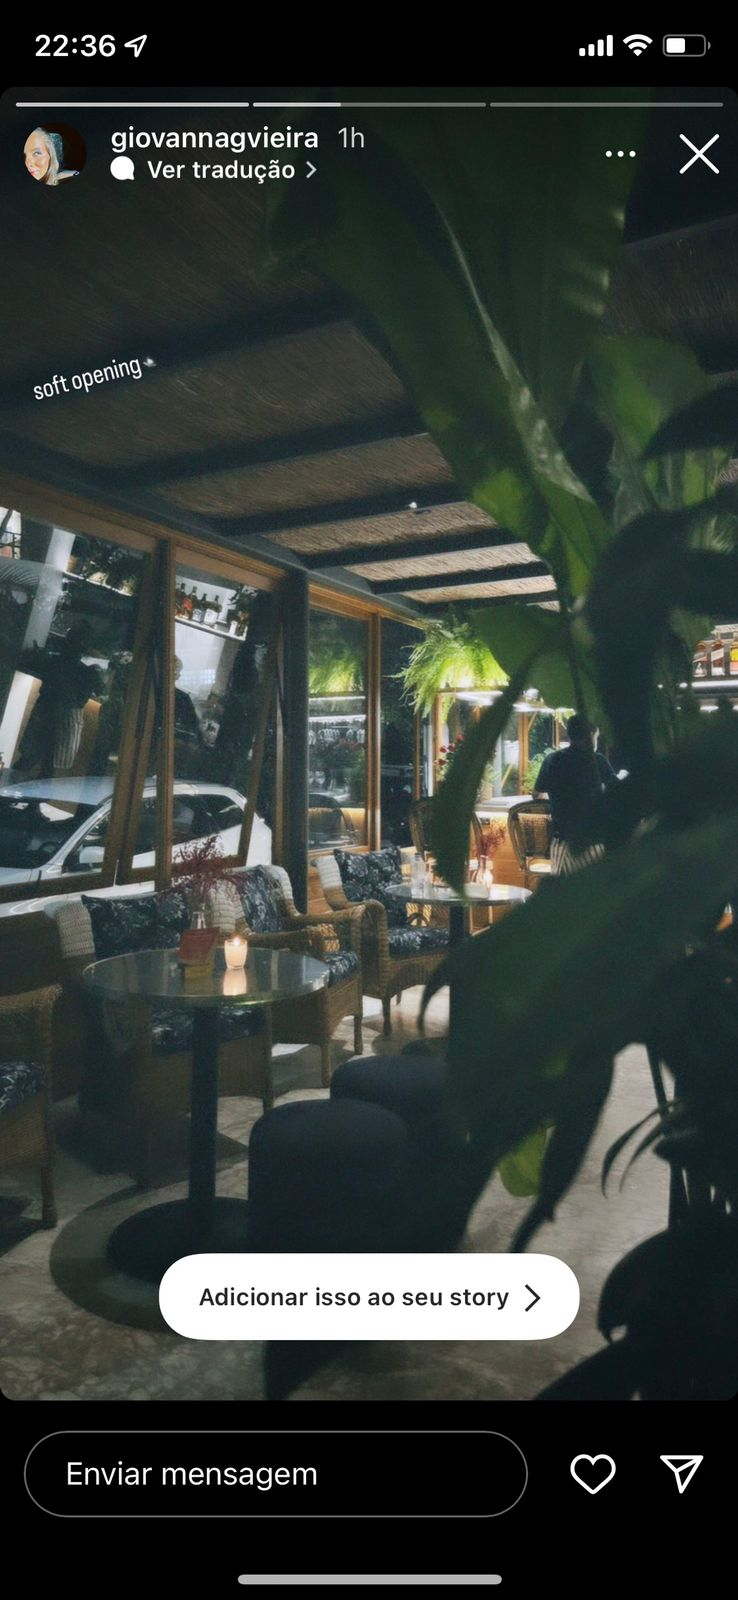 22:36
giovannagvieira 1h
Ver tradução
soft opening
Adicionar isso ao seu story
Enviar mensagem